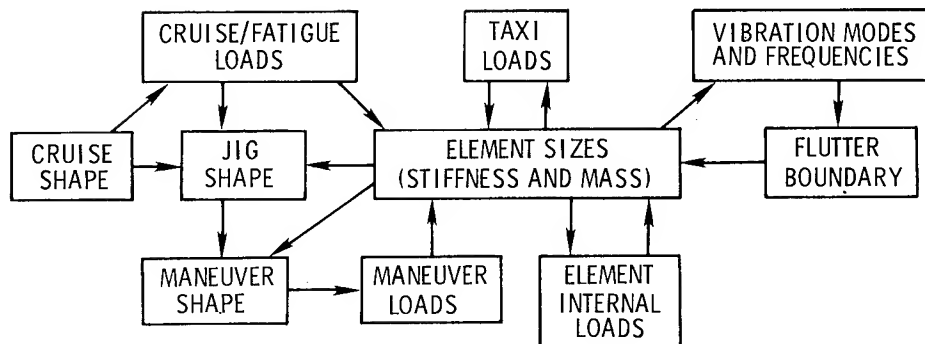 CRUISE/FATIGUE
LOADS
TAXI
LOADS
VIBRATION MODES
AND FREQUENCIES
CRUISE
SHAPE
JIG
SHAPE
ELEMENT SIZES
(STIFFNESS AND MASS)
FLUTTER
BOUNDARY
MANEUVER
SHAPE
MANEUVER
LOADS
ELEMENT
INTERNAL
LOADS